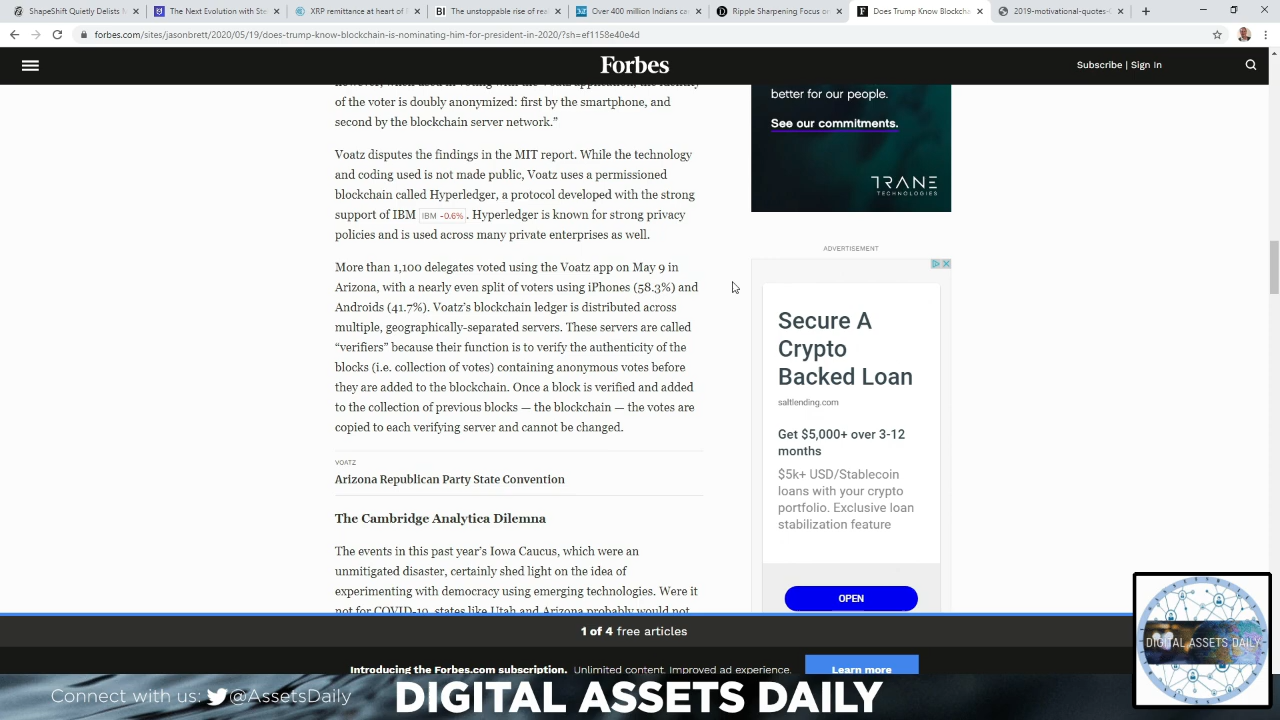 ShapeShift Quietly Delists
The Next Evolution with Ste
XRP and Escrow Accounts:
The unstoppable rise of rea
Over 400 million Indians ca
Ripple Sharpening Focus on
Does Trump Know Blockch
2019-motivational-quotes-
forbes.com/sites/jasonbrett/2020/05/19/does-trump-know-blockchain-is-nominating-him-for-president-in-2020/?sh=ef1158e40e4d
Forbes
Subscribe | Sign In
of the voter is doubly anonymized: first by the smartphone, and
second by the blockchain server network.”
Voatz disputes the findings in the MIT report. While the technology
and coding used is not made public, Voatz uses a permissioned
blockchain called Hyperledger, a protocol developed with the strong
support of IBM IBM -0.6%. Hyperledger is known for strong privacy
policies and is used across many private enterprises as well.
More than 1,100 delegates voted using the Voatz app on May 9 in
Arizona, with a nearly even split of voters using iPhones (58.3%) and
Androids (41.7%). Voatz’s blockchain ledger is distributed across
multiple, geographically-separated servers. These servers are called
“verifiers” because their function is to verify the authenticity of the
blocks (i.e. collection of votes) containing anonymous votes before
they are added to the blockchain. Once a block is verified and added
to the collection of previous blocks — the blockchain — the votes are
copied to each verifying server and cannot be changed.
VOATZ
Arizona Republican Party State Convention
The Cambridge Analytica Dilemna
The events in this past year’s Iowa Caucus, which were an
unmitigated disaster, certainly shed light on the idea of
experimenting with democracy using emerging technologies. Were it
not for COVID-19, states like Utah and Arizona probably would not
better for our people.
See our commitments.
TRANE
TECHNOLOGIES
ADVERTISEMENT
Secure A
Crypto
Backed Loan
saltlending.com
Get $5,000+ over 3-12
months
$5k+ USD/Stablecoin
loans with your crypto
portfolio. Exclusive loan
stabilization feature
OPEN
1 of 4 free articles
Introducing the Forbes.com subscription. Unlimited content. Improved ad experience.
Learn more
DIGITAL ASSETS DAILY
Connect with us: @AssetsDaily
DIGITAL ASSETS DAILY